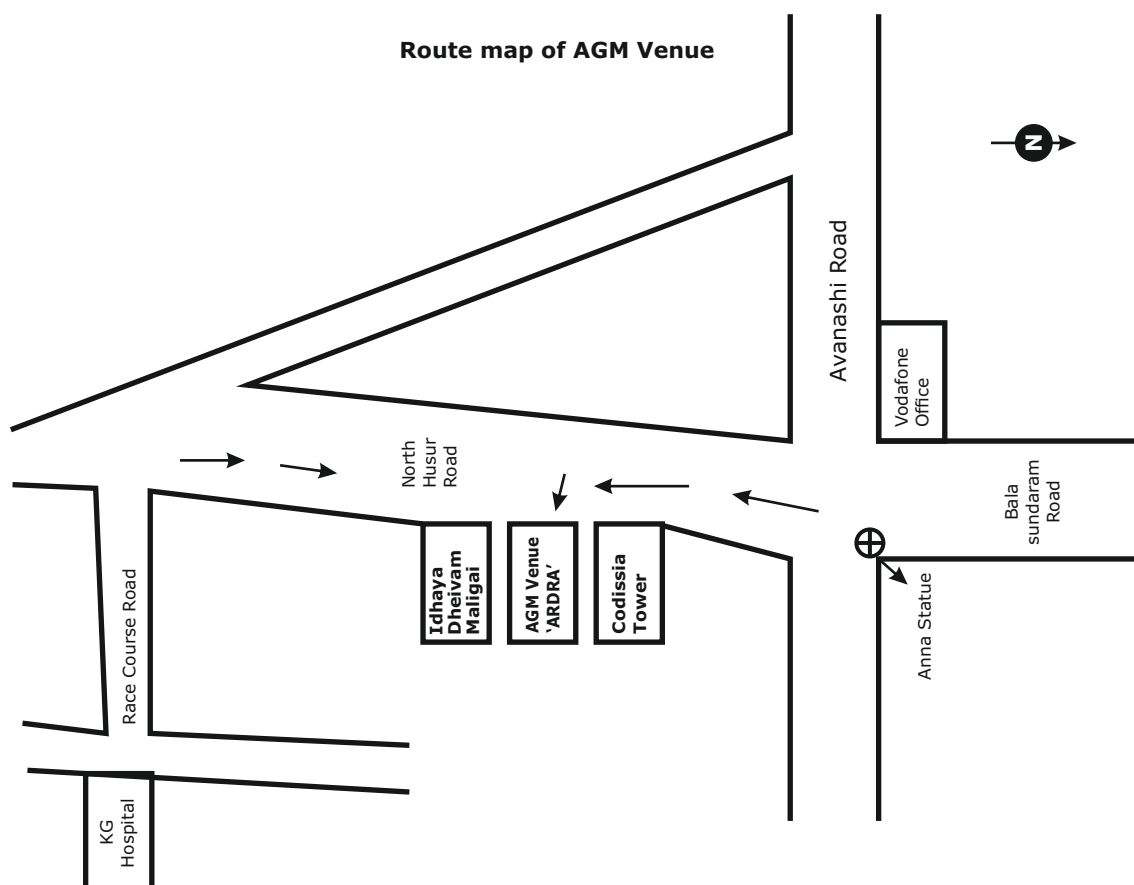 Route map of AGM Venue
N
Avanashi Road
Vodafone
Office
North
Husur
Road
Bala
sundaram
Road
Idhaya
Dheivam
Maligai
AGM Venue
‘ARDRA’
Codissia
Tower
Anna Statue
Race Course Road
KG
Hospital